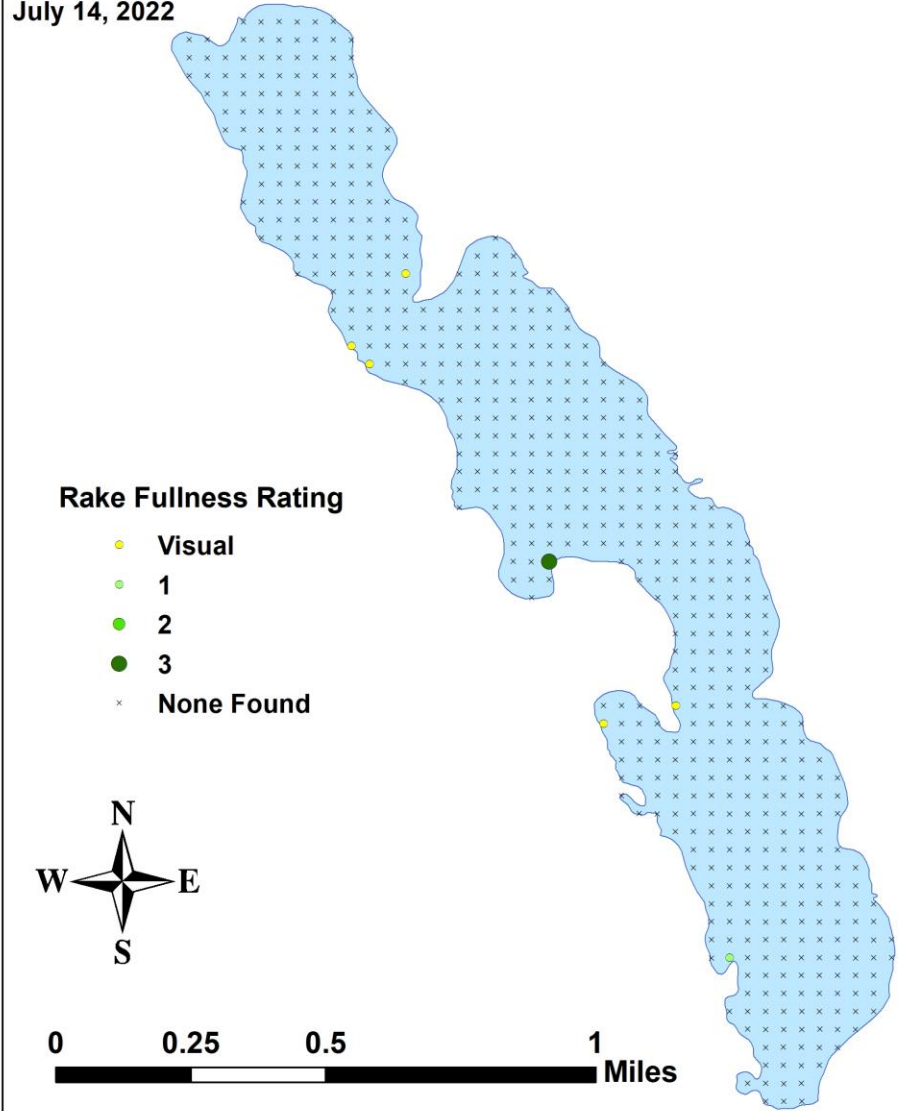 July 14, 2022
Rake Fullness Rating
Visual
1
2
3
None Found
N
W E
S
0 0.25 0.5 1
Miles